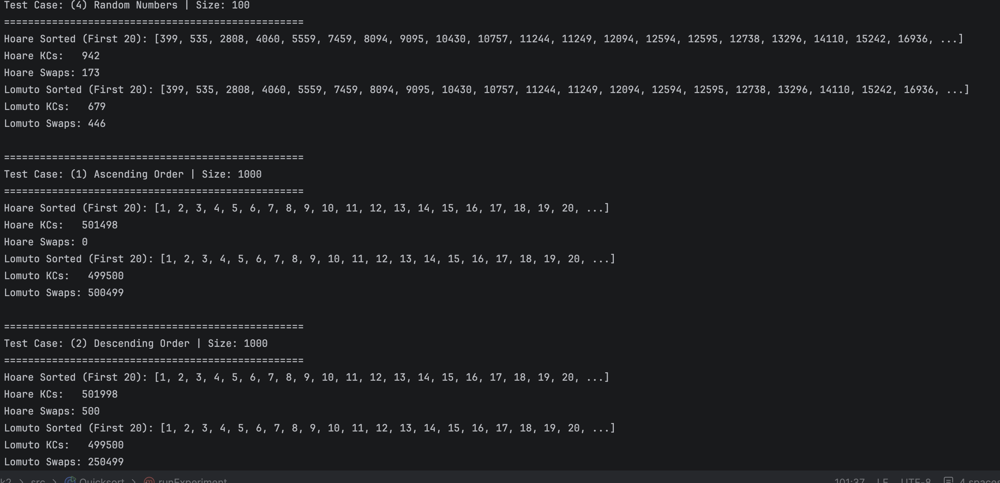 Test Case: (4) Random Numbers | Size: 100
==================================================
Hoare Sorted (First 20): [399, 535, 2808, 4060, 5559, 7459, 8094, 9095, 10430, 10757, 11244, 11249, 12094, 12594, 12595, 12738, 13296, 14110, 15242, 16936, ...]
Hoare KCs:   942
Hoare Swaps: 173
Lomuto Sorted (First 20): [399, 535, 2808, 4060, 5559, 7459, 8094, 9095, 10430, 10757, 11244, 11249, 12094, 12594, 12595, 12738, 13296, 14110, 15242, 16936, ...]
Lomuto KCs:   679
Lomuto Swaps: 446
==================================================
Test Case: (1) Ascending Order | Size: 1000
==================================================
Hoare Sorted (First 20): [1, 2, 3, 4, 5, 6, 7, 8, 9, 10, 11, 12, 13, 14, 15, 16, 17, 18, 19, 20, ...]
Hoare KCs:   501498
Hoare Swaps: 0
Lomuto Sorted (First 20): [1, 2, 3, 4, 5, 6, 7, 8, 9, 10, 11, 12, 13, 14, 15, 16, 17, 18, 19, 20, ...]
Lomuto KCs:   499500
Lomuto Swaps: 500499
==================================================
Test Case: (2) Descending Order | Size: 1000
==================================================
Hoare Sorted (First 20): [1, 2, 3, 4, 5, 6, 7, 8, 9, 10, 11, 12, 13, 14, 15, 16, 17, 18, 19, 20, ...]
Hoare KCs:   501998
Hoare Swaps: 500
Lomuto Sorted (First 20): [1, 2, 3, 4, 5, 6, 7, 8, 9, 10, 11, 12, 13, 14, 15, 16, 17, 18, 19, 20, ...]
Lomuto KCs:   499500
Lomuto Swaps: 250499
k2 > src > Quicksort > runExperiment 101:37 LF UTF-8 4 space